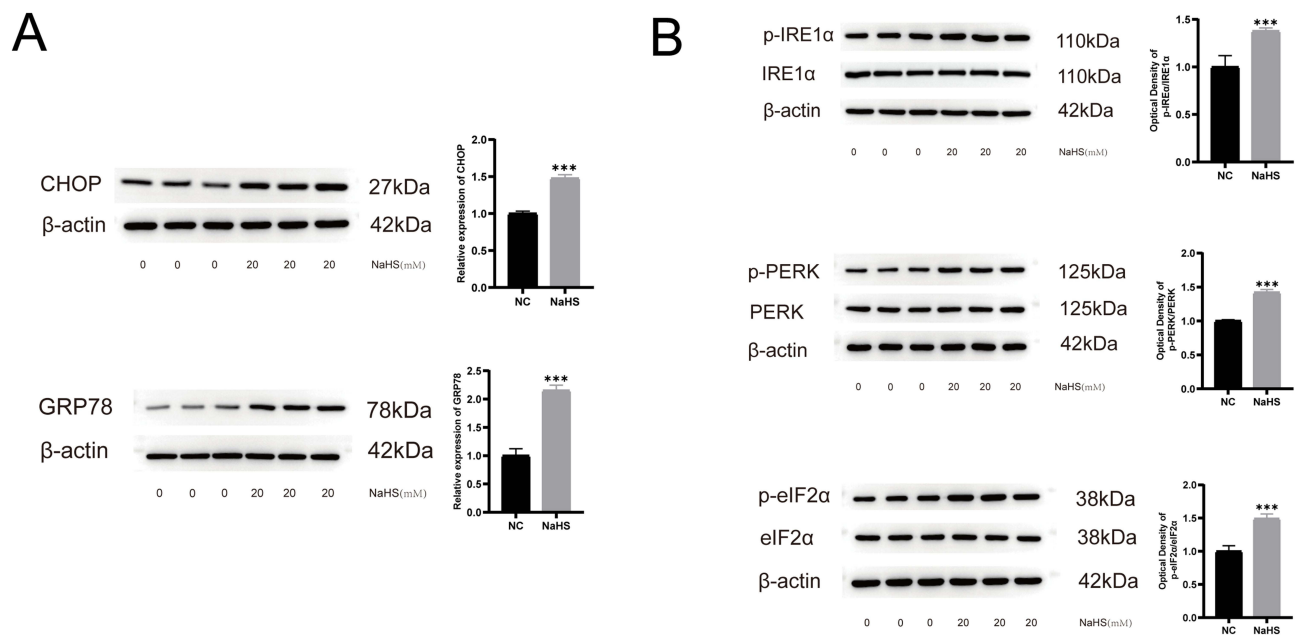 A
CHOP 27kDa
β-actin 42kDa
0 0 0 20 20 20 NaHS(mM)
Relative expression of CHOP
2.0
1.5
1.0
0.5
0.0
***
NC NaHS
GRP78 78kDa
β-actin 42kDa
0 0 0 20 20 20 NaHS(mM)
Relative expression of GRP78
2.5
2.0
1.5
1.0
0.5
0.0
***
NC NaHS
B
p-IRE1α 110kDa
IRE1α 110kDa
β-actin 42kDa
0 0 0 20 20 20 NaHS(mM)
Optical Density of
p-IREα/IRE1α
1.5
1.0
0.5
0.0
***
NC NaHS
p-PERK 125kDa
PERK 125kDa
β-actin 42kDa
0 0 0 20 20 20 NaHS(mM)
Optical Density of
p-PERK/PERK
2.0
1.5
1.0
0.5
0.0
***
NC NaHS
p-eIF2α 38kDa
eIF2α 38kDa
β-actin 42kDa
0 0 0 20 20 20 NaHS(mM)
Optical Density of
p-eIF2α/eIF2α
2.0
1.5
1.0
0.5
0.0
***
NC NaHS